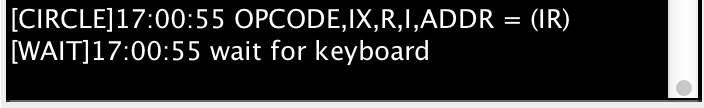 [CIRCLE]17:00:55 OPCODE,IX,R,I,ADDR = (IR)
[WAIT]17:00:55 wait for keyboard